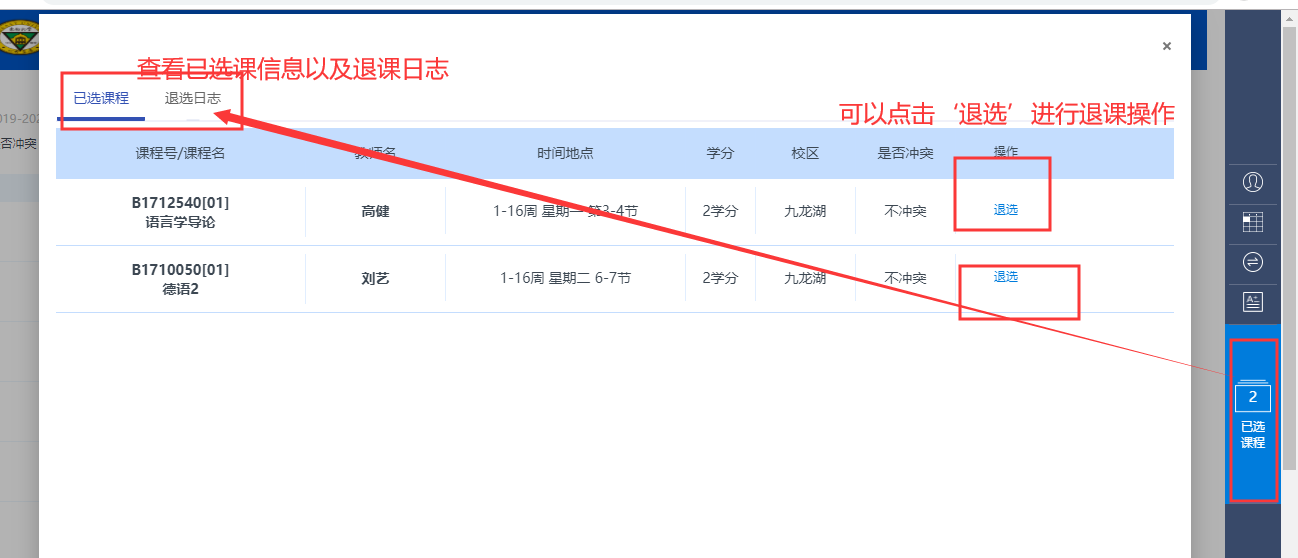 ×
查看已选课信息以及退课日志
已选课程 退选日志
可以点击‘退选’进行退课操作
019-202
否冲突
课程号/课程名 教师名 时间地点 学分 校区 是否冲突 操作
B1712540[01]
语言学导论
高健 1-16周 星期一 第3-4节 2学分 九龙湖 不冲突 退选
B1710050[01]
德语2
刘艺 1-16周 星期二 6-7节 2学分 九龙湖 不冲突 退选
A+
2
已选
课程